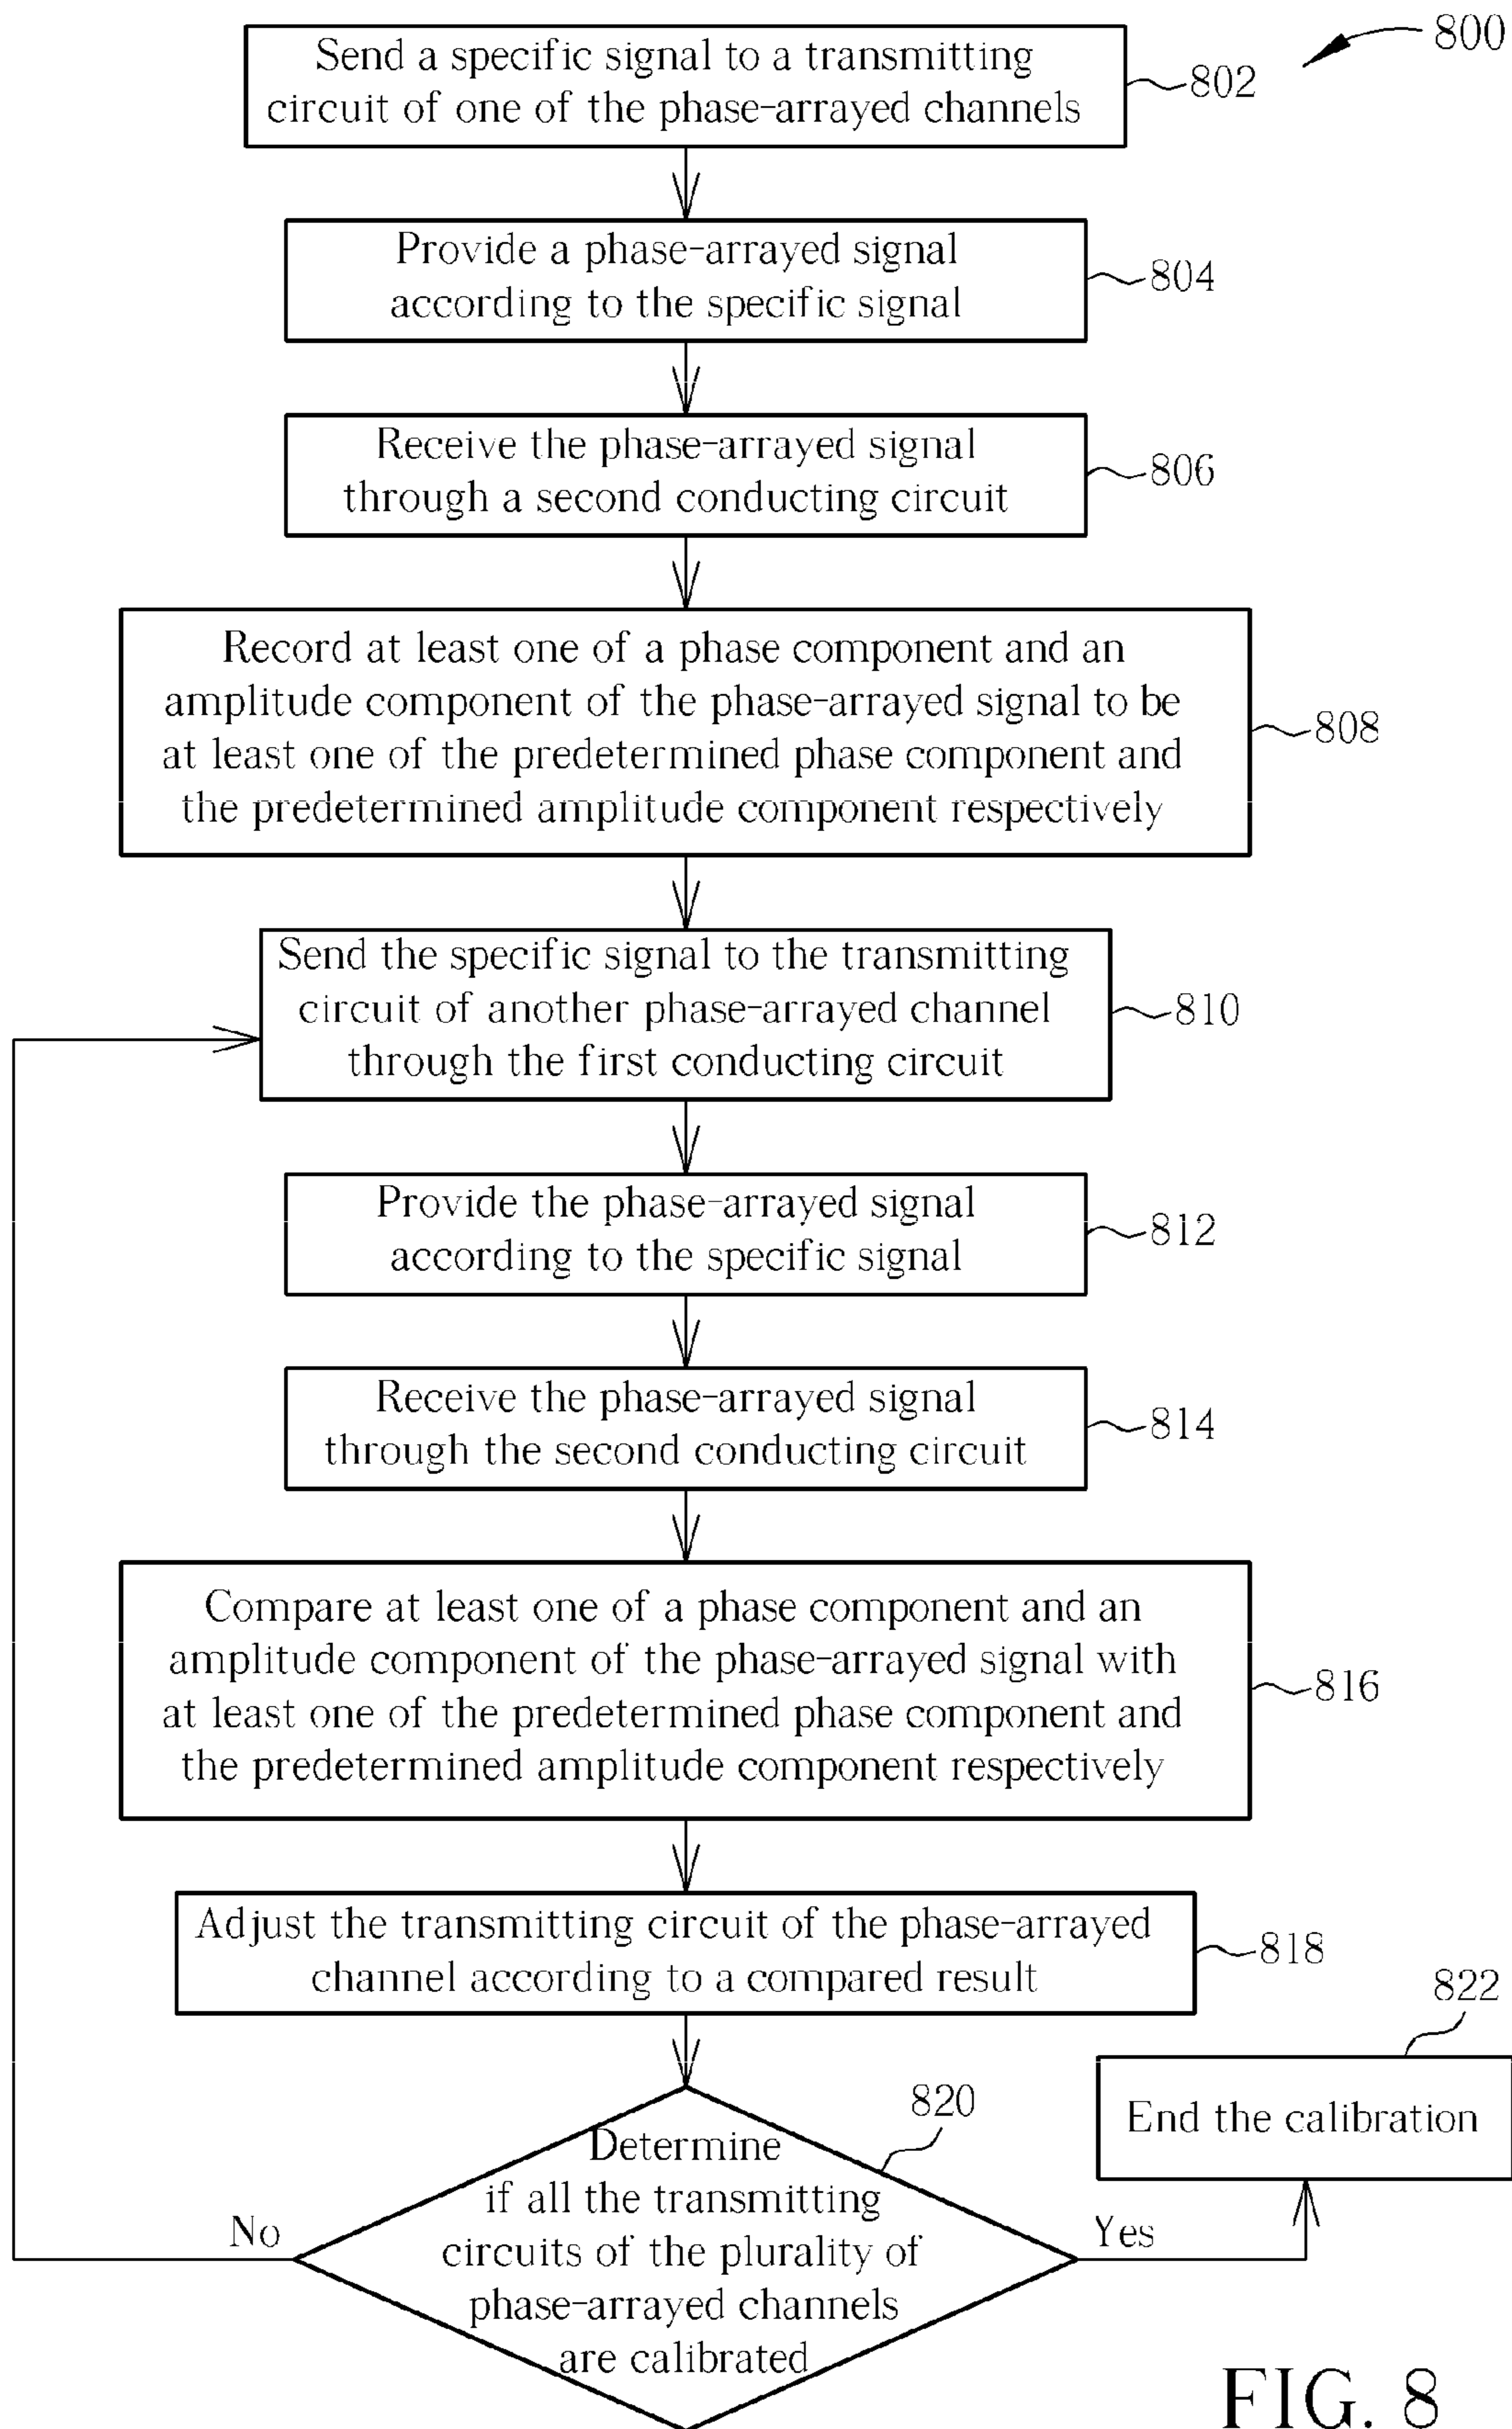 800
Send a specific signal to a transmitting
circuit of one of the phase-arrayed channels
802
Provide a phase-arrayed signal
according to the specific signal
804
Receive the phase-arrayed signal
through a second conducting circuit
806
Record at least one of a phase component and an
amplitude component of the phase-arrayed signal to be
at least one of the predetermined phase component and
the predetermined amplitude component respectively
808
Send the specific signal to the transmitting
circuit of another phase-arrayed channel
through the first conducting circuit
810
Provide the phase-arrayed signal
according to the specific signal
812
Receive the phase-arrayed signal
through the second conducting circuit
814
Compare at least one of a phase component and an
amplitude component of the phase-arrayed signal with
at least one of the predetermined phase component and
the predetermined amplitude component respectively
816
Adjust the transmitting circuit of the phase-arrayed
channel according to a compared result
818
822
End the calibration
820
Determine
if all the transmitting
circuits of the plurality of
phase-arrayed channels
are calibrated
No
Yes
FIG. 8